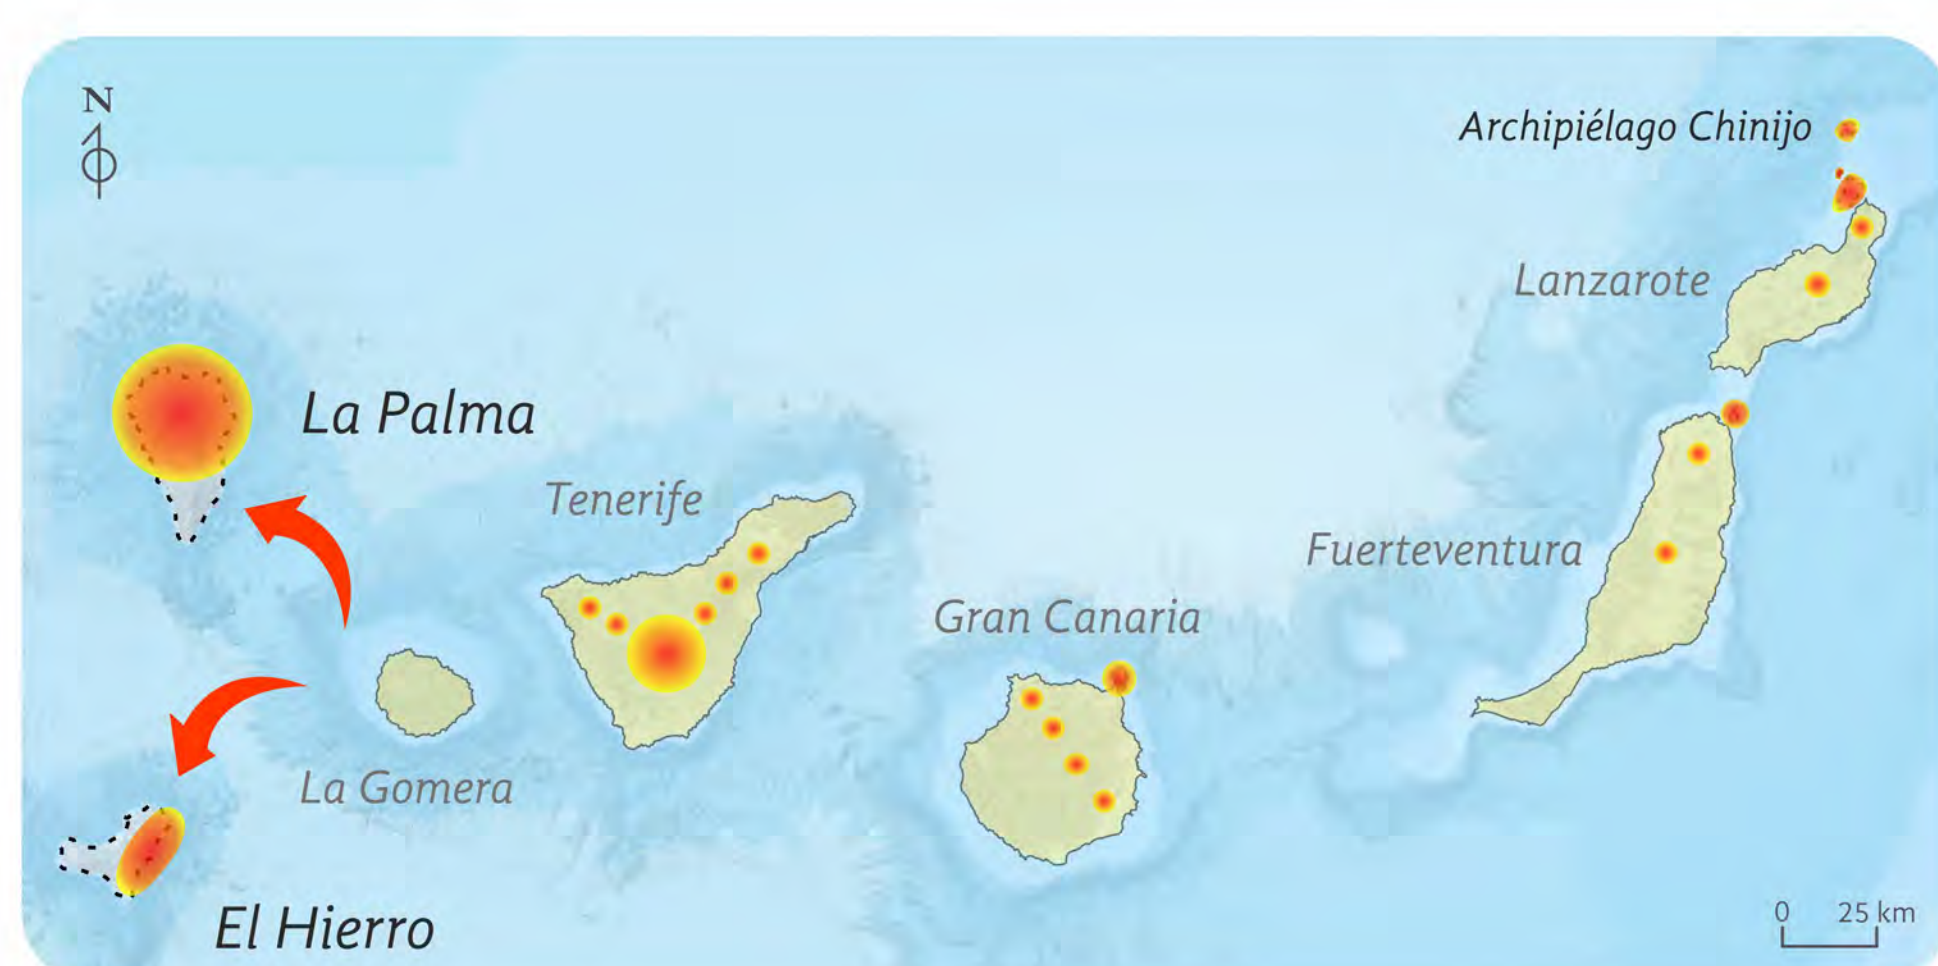 N
Archipiélago Chinijo
Lanzarote
La Palma
Tenerife
Fuerteventura
Gran Canaria
La Gomera
El Hierro
0 25 km